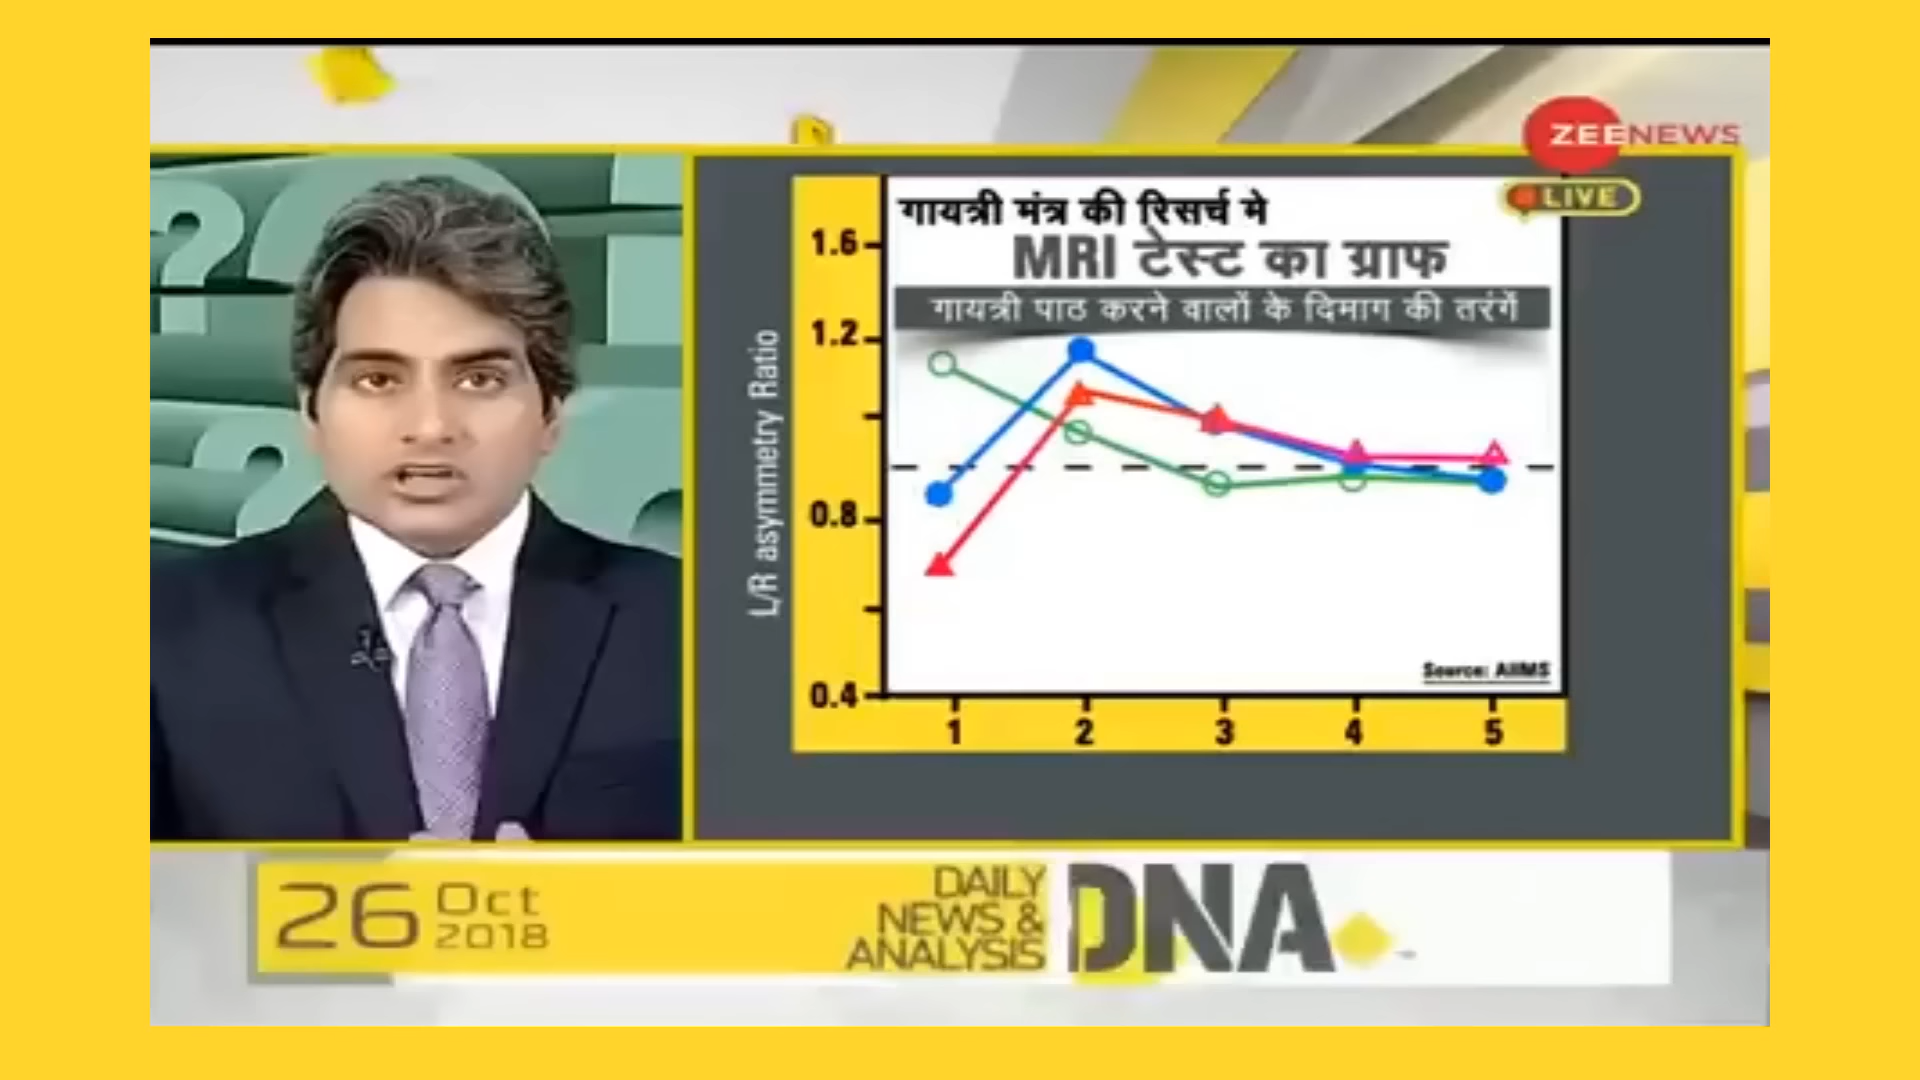 ZEENEWS
LIVE
गायत्री मंत्र की रिसर्च मे
MRI टेस्ट का ग्राफ
गायत्री पाठ करने वालों के दिमाग की तरंगें
L/R asymmetry Ratio
1.6
1.2
0.8
0.4
1 2 3 4 5
Source: AIIMS
26 Oct
2018
DAILY
NEWS &
ANALYSIS
DNA